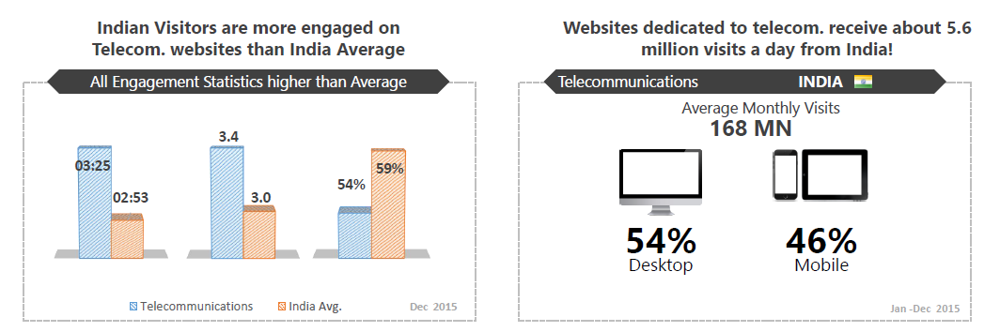 Indian Visitors are more engaged on
Telecom. websites than India Average
All Engagement Statistics higher than Average
03:25
02:53
3.4
3.0
54%
59%
Telecommunications
India Avg.
Dec 2015
Websites dedicated to telecom. receive about 5.6
million visits a day from India!
Telecommunications INDIA
Average Monthly Visits
168 MN
54%
Desktop
46%
Mobile
Jan -Dec 2015